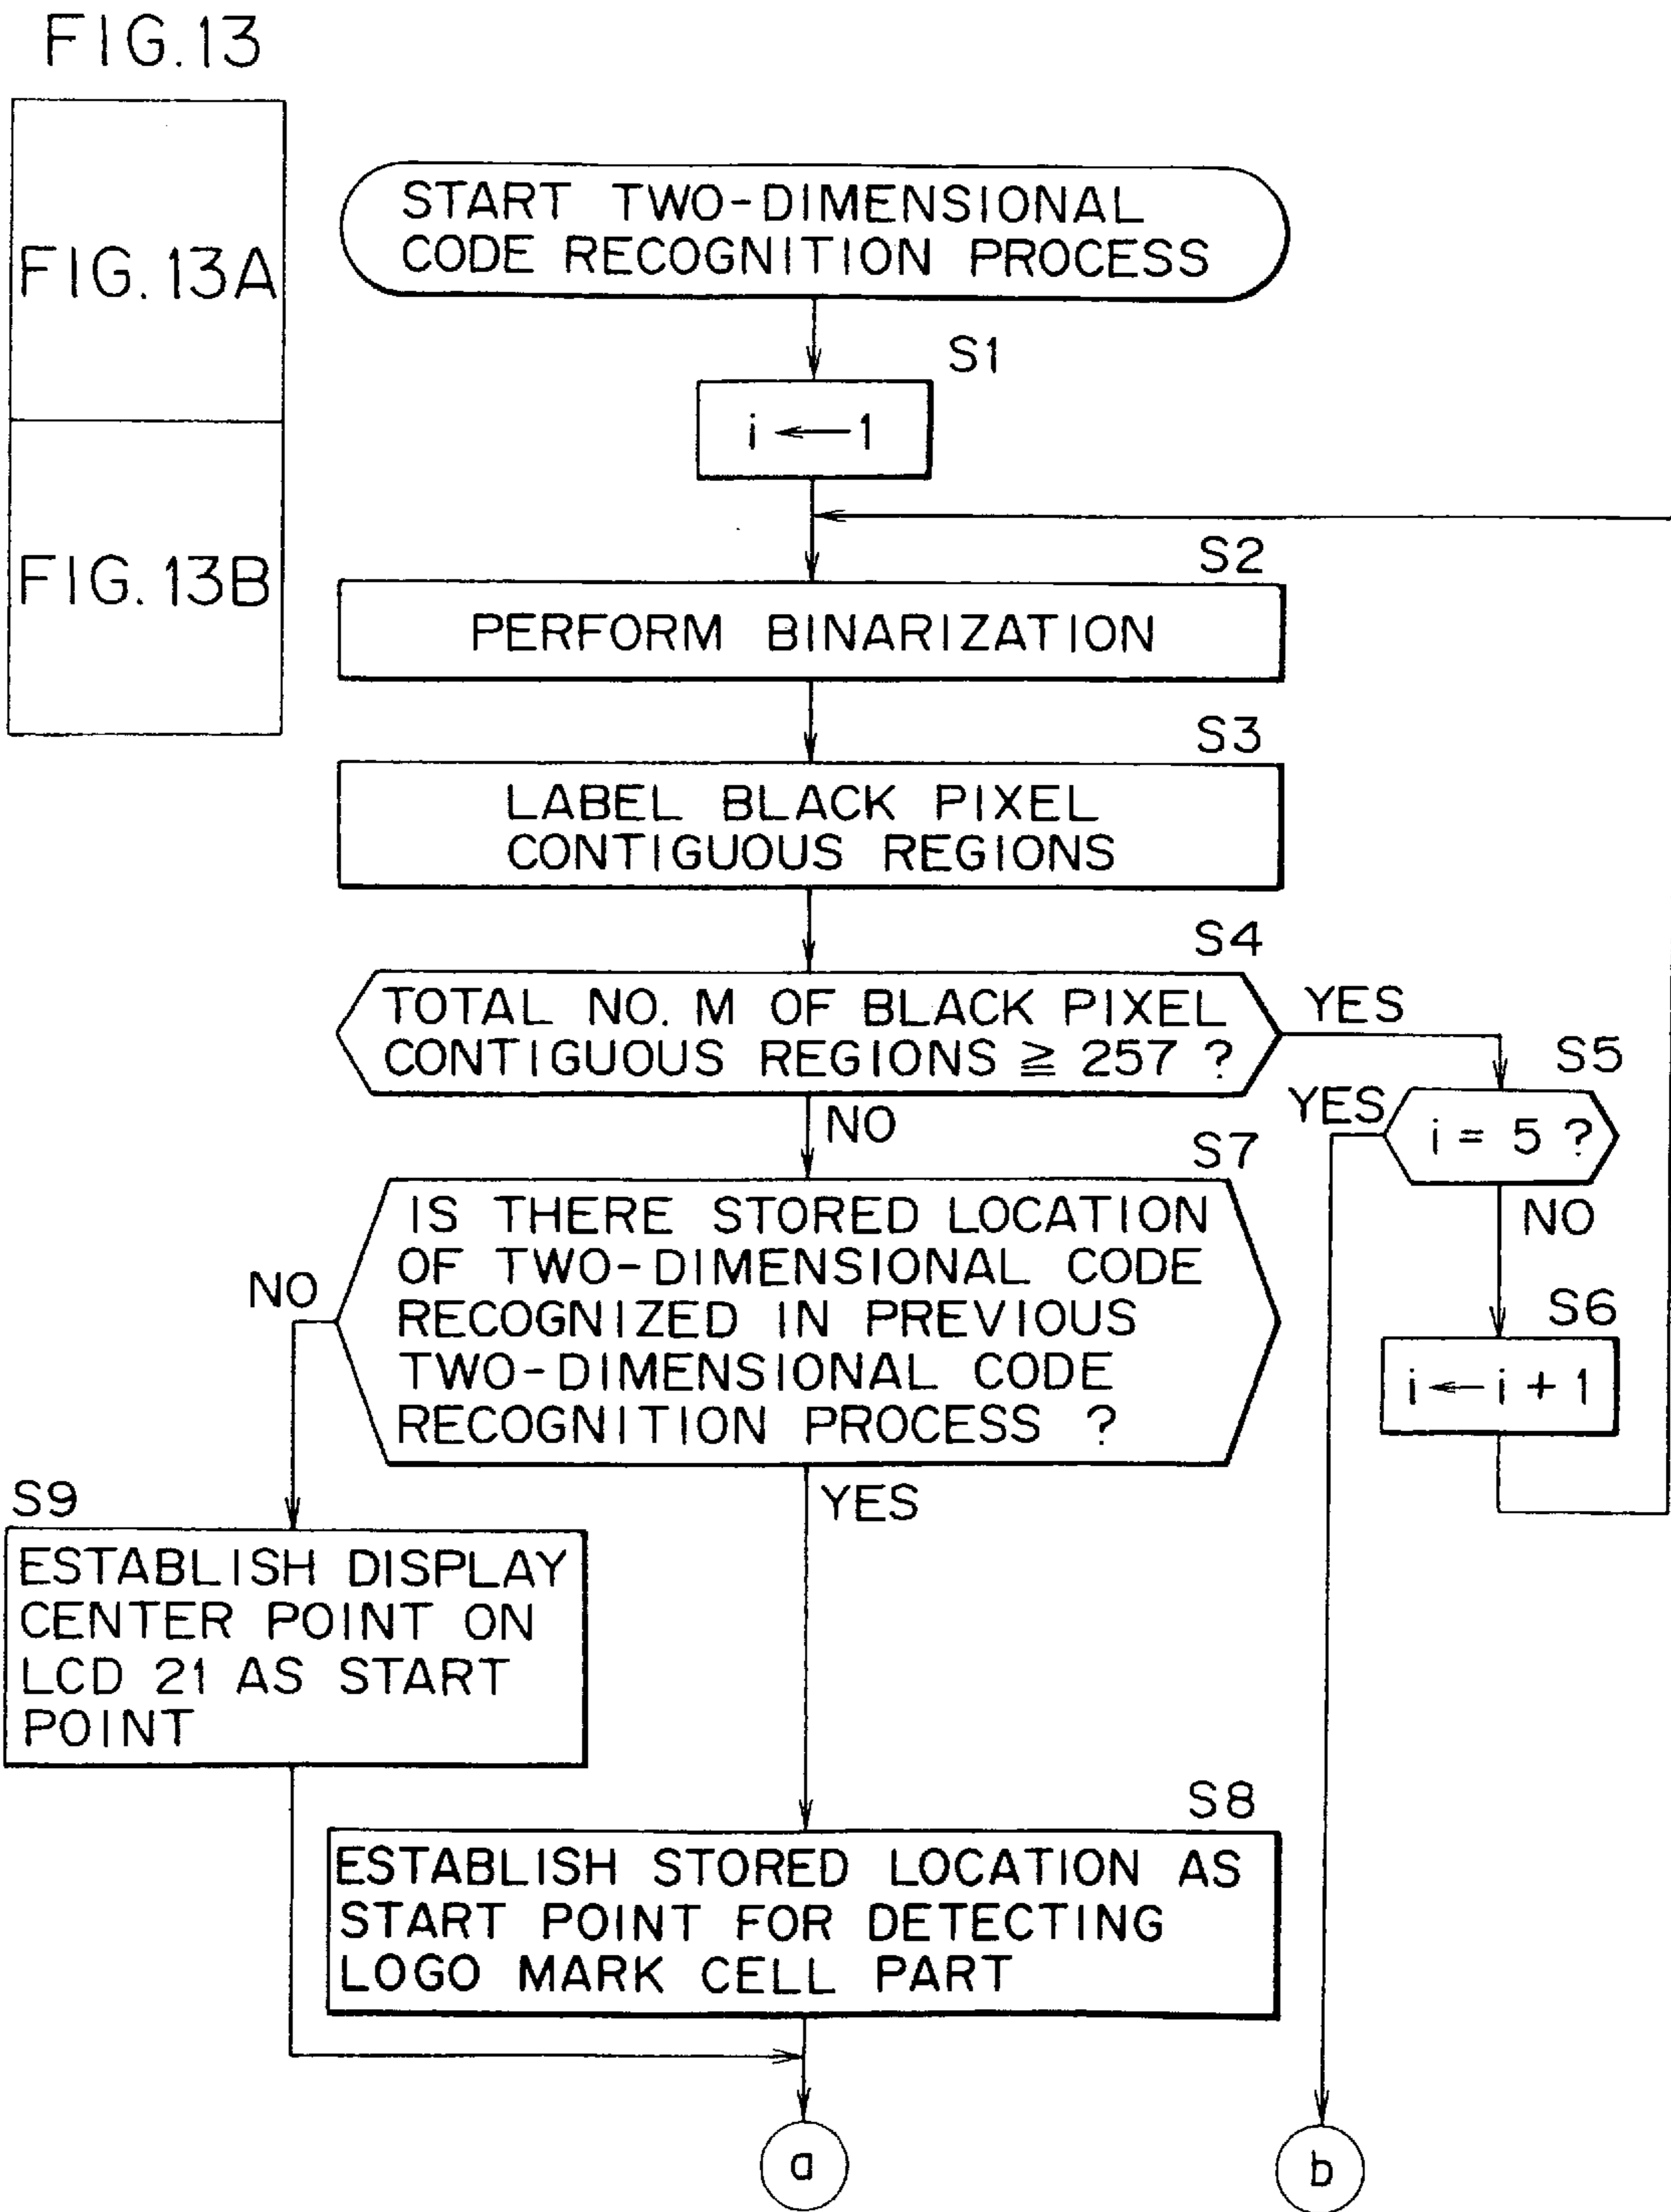 FIG.13
FIG.13A
FIG.13B
START TWO-DIMENSIONAL
CODE RECOGNITION PROCESS
S1
i ← 1
S2
PERFORM BINARIZATION
S3
LABEL BLACK PIXEL
CONTIGUOUS REGIONS
S4
TOTAL NO. M OF BLACK PIXEL
CONTIGUOUS REGIONS ≧ 257 ?
YES
NO
S5
YES
i = 5 ?
NO
S6
i ← i + 1
S7
IS THERE STORED LOCATION
OF TWO-DIMENSIONAL CODE
RECOGNIZED IN PREVIOUS
TWO-DIMENSIONAL CODE
RECOGNITION PROCESS ?
NO
YES
S9
ESTABLISH DISPLAY
CENTER POINT ON
LCD 21 AS START
POINT
S8
ESTABLISH STORED LOCATION AS
START POINT FOR DETECTING
LOGO MARK CELL PART
a
b